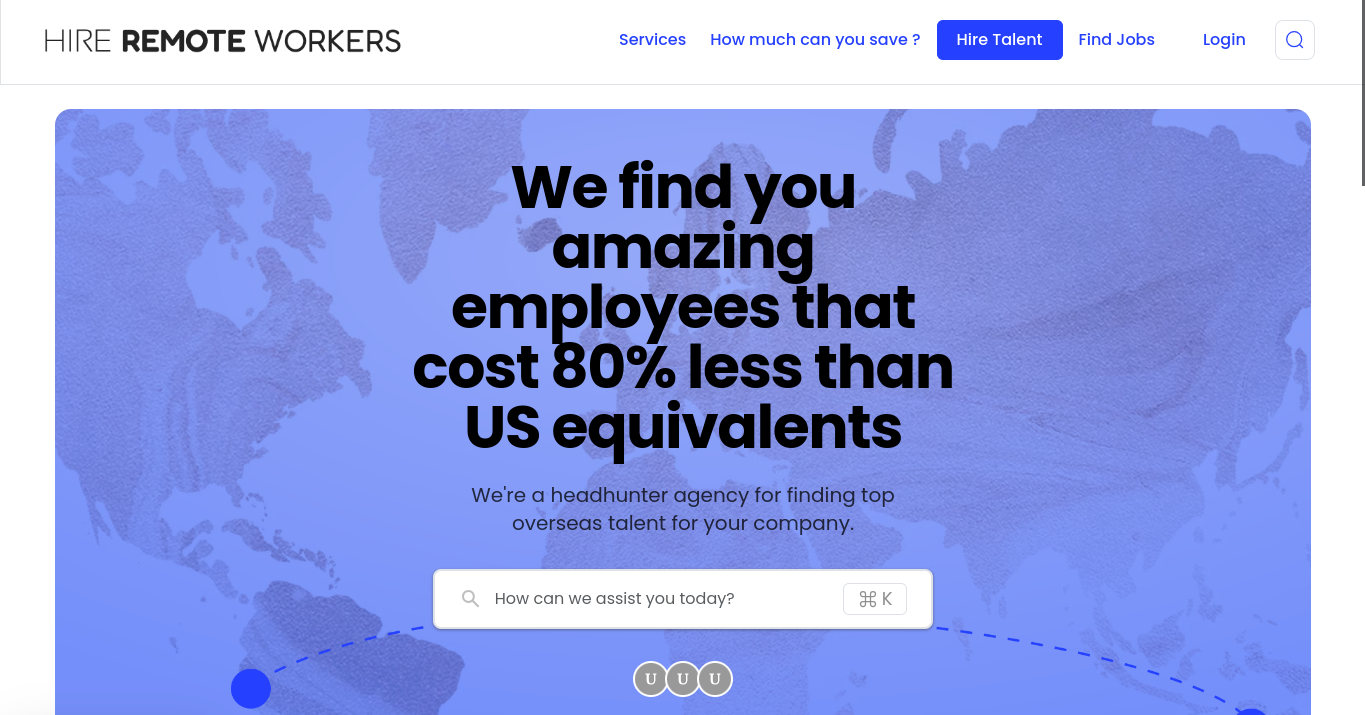 HIRE REMOTE WORKERS
Services
How much can you save ?
Hire Talent
Find Jobs
Login
We find you
amazing
employees that
cost 80% less than
US equivalents
We're a headhunter agency for finding top
overseas talent for your company.
How can we assist you today?
⌘ K
U U U